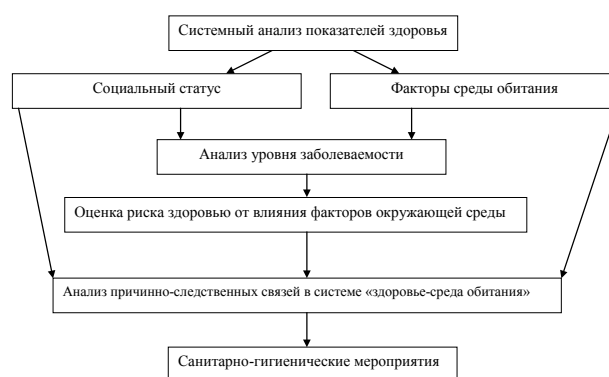 Системный анализ показателей здоровья
Социальный статус
Факторы среды обитания
Анализ уровня заболеваемости
Оценка риска здоровью от влияния факторов окружающей среды
Анализ причинно-следственных связей в системе «здоровье-среда обитания»
Санитарно-гигиенические мероприятия